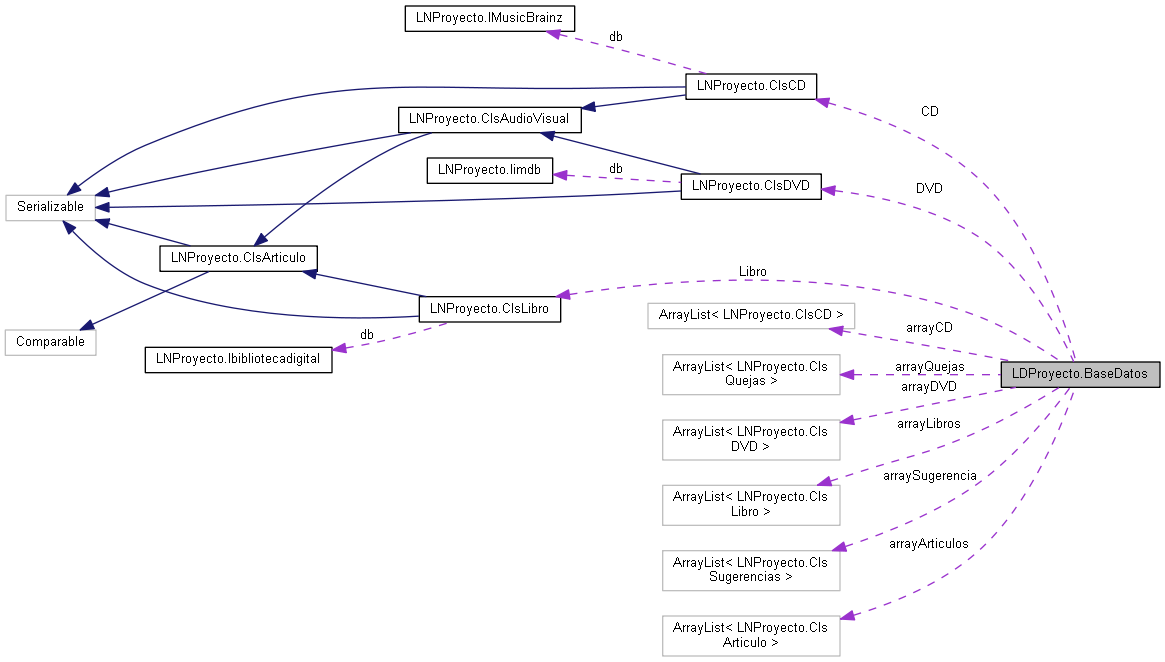 LNProyecto.IMusicBrainz
db
LNProyecto.ClsCD
CD
LNProyecto.ClsAudioVisual
LNProyecto.Iimdb
db
LNProyecto.ClsDVD
DVD
Serializable
LNProyecto.ClsArticulo
Libro
LNProyecto.ClsLibro
ArrayList< LNProyecto.ClsCD >
arrayCD
Comparable
db
LNProyecto.Ibibliotecadigital
ArrayList< LNProyecto.Cls
Quejas >
arrayQuejas
LDProyecto.BaseDatos
arrayDVD
ArrayList< LNProyecto.Cls
DVD >
arrayLibros
ArrayList< LNProyecto.Cls
Libro >
arraySugerencia
ArrayList< LNProyecto.Cls
Sugerencias >
arrayArticulos
ArrayList< LNProyecto.Cls
Articulo >